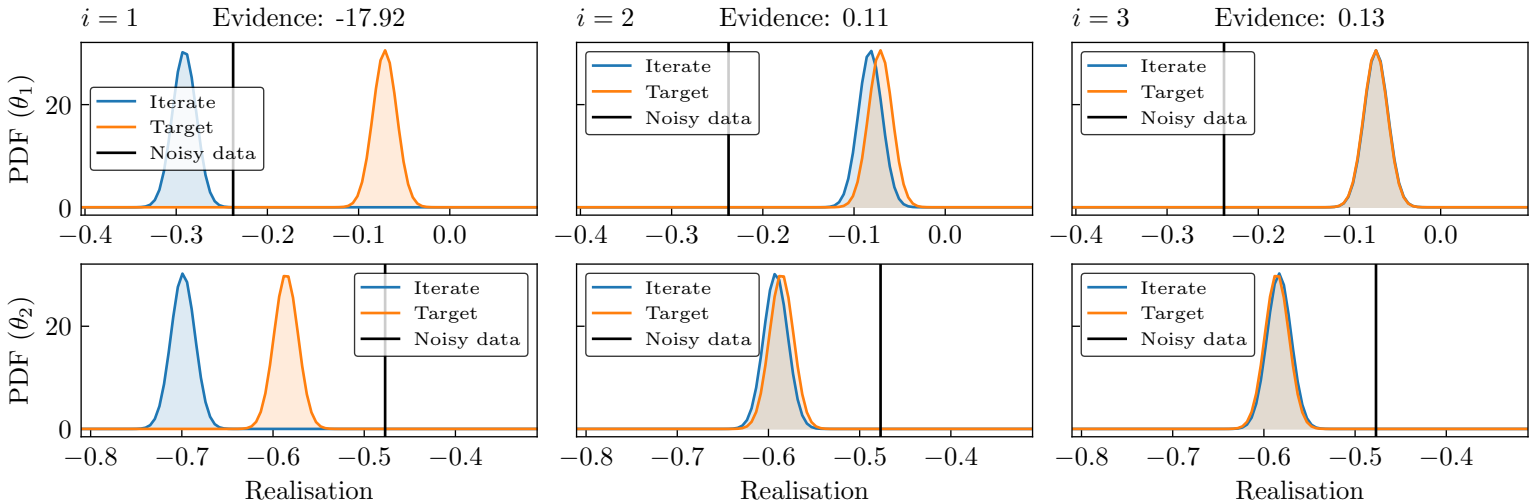 i = 1 Evidence: -17.92
i = 2 Evidence: 0.11
i = 3 Evidence: 0.13
PDF (θ₁)
20
0
Iterate
Target
Noisy data
−0.4 −0.3 −0.2 −0.1 0.0
Iterate
Target
Noisy data
−0.4 −0.3 −0.2 −0.1 0.0
Iterate
Target
Noisy data
−0.4 −0.3 −0.2 −0.1 0.0
PDF (θ₂)
20
0
Iterate
Target
Noisy data
−0.8 −0.7 −0.6 −0.5 −0.4
Realisation
Iterate
Target
Noisy data
−0.8 −0.7 −0.6 −0.5 −0.4
Realisation
Iterate
Target
Noisy data
−0.8 −0.7 −0.6 −0.5 −0.4
Realisation